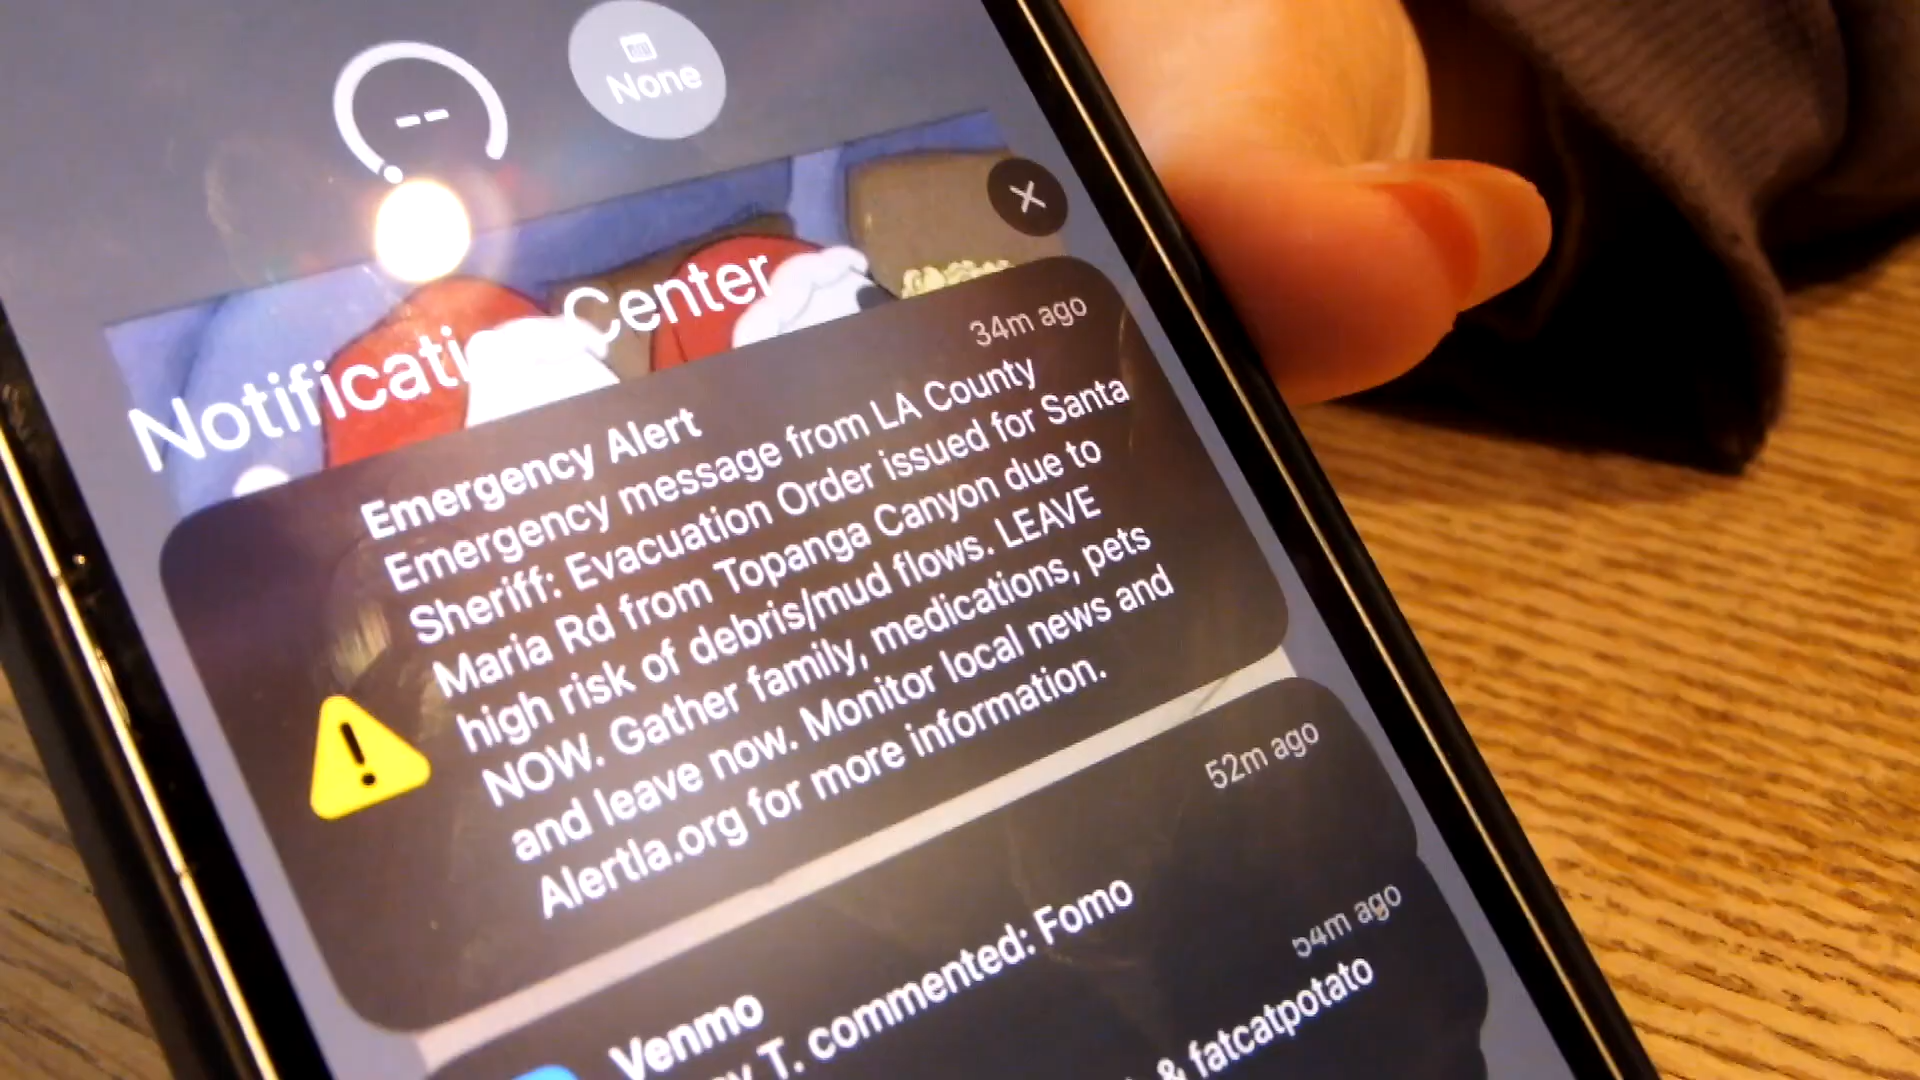 --
None
Notification Center
34m ago
Emergency Alert
Emergency message from LA County
Sheriff: Evacuation Order issued for Santa
Maria Rd from Topanga Canyon due to
high risk of debris/mud flows. LEAVE
NOW. Gather family, medications, pets
and leave now. Monitor local news and
Alertla.org for more information.
52m ago
Venmo
T. commented: Fomo
54m ago
& fatcatpotato